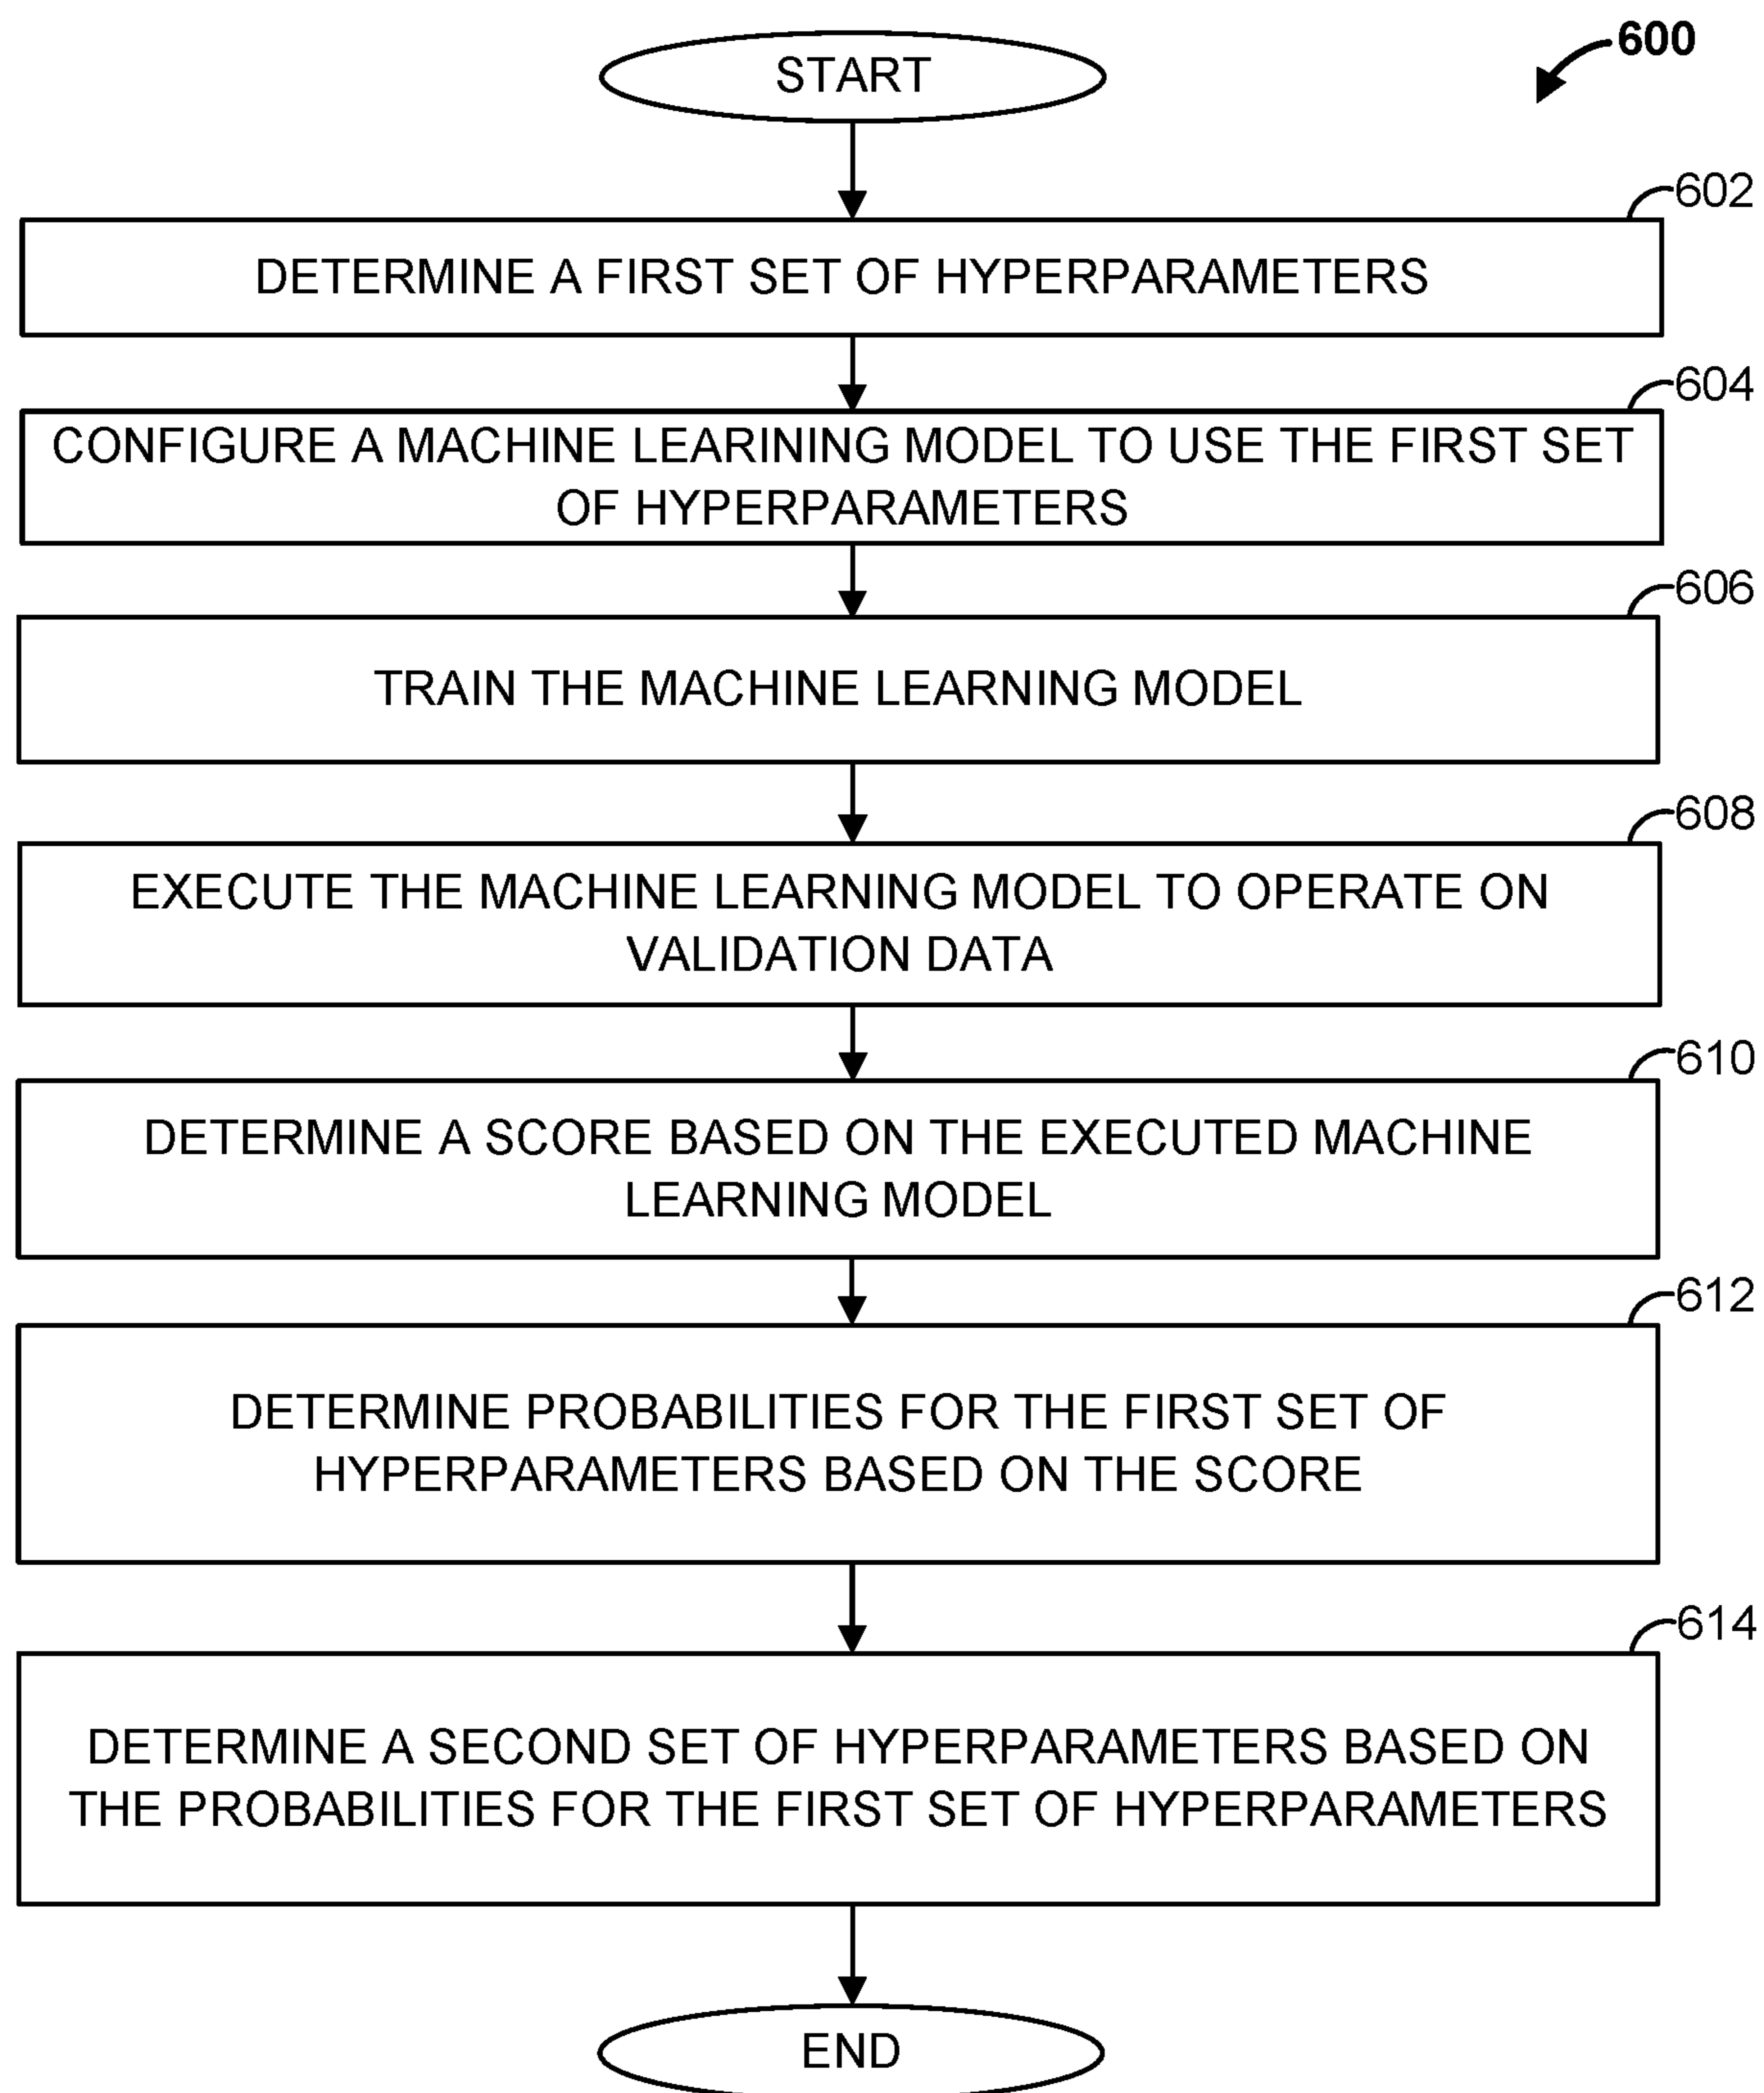 START
600
602
DETERMINE A FIRST SET OF HYPERPARAMETERS
604
CONFIGURE A MACHINE LEARINING MODEL TO USE THE FIRST SET
OF HYPERPARAMETERS
606
TRAIN THE MACHINE LEARNING MODEL
608
EXECUTE THE MACHINE LEARNING MODEL TO OPERATE ON
VALIDATION DATA
610
DETERMINE A SCORE BASED ON THE EXECUTED MACHINE
LEARNING MODEL
612
DETERMINE PROBABILITIES FOR THE FIRST SET OF
HYPERPARAMETERS BASED ON THE SCORE
614
DETERMINE A SECOND SET OF HYPERPARAMETERS BASED ON
THE PROBABILITIES FOR THE FIRST SET OF HYPERPARAMETERS
END